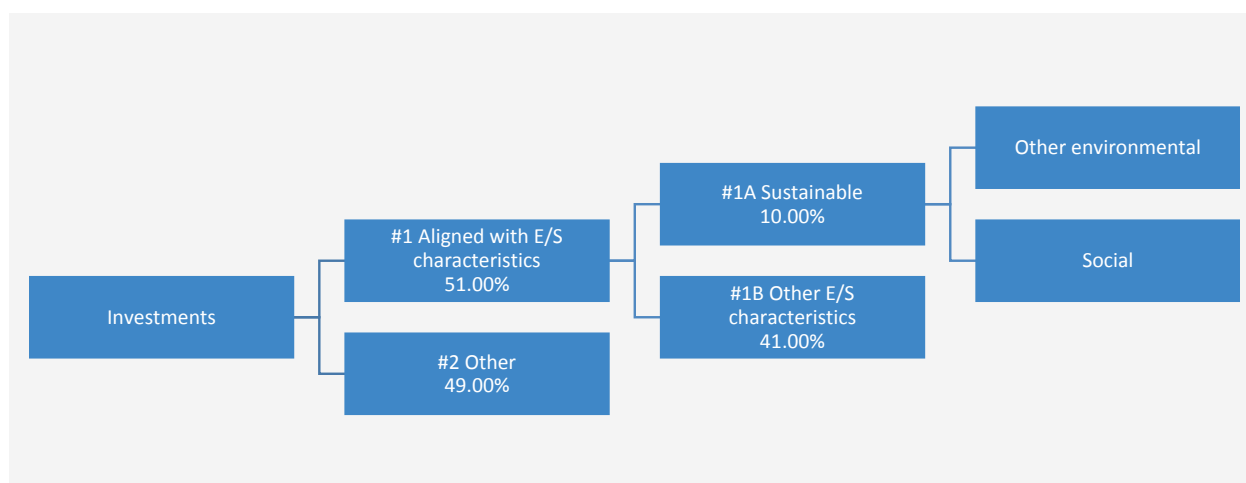 Investments
#1 Aligned with E/S
characteristics
51.00%
#2 Other
49.00%
#1A Sustainable
10.00%
#1B Other E/S
characteristics
41.00%
Other environmental
Social